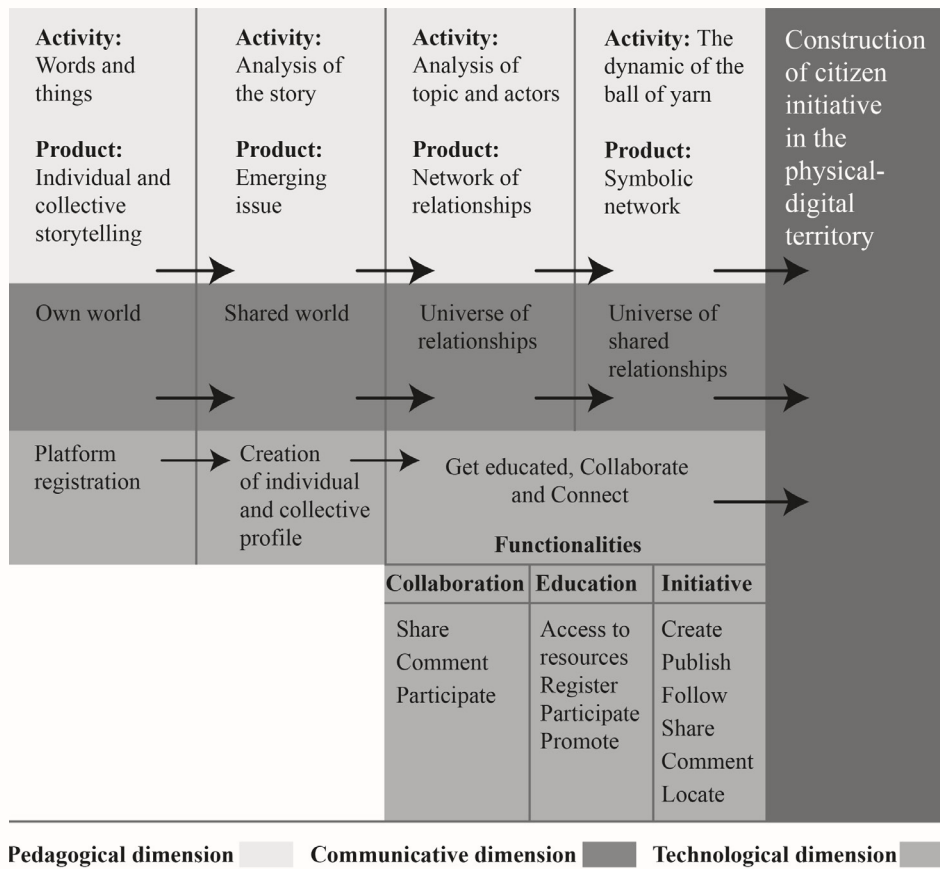 Activity:
Words and
things
Product:
Individual and
collective
storytelling
Activity:
Analysis of
the story
Product:
Emerging
issue
Activity:
Analysis of
topic and actors
Product:
Network of
relationships
Activity: The
dynamic of the
ball of yarn
Product:
Symbolic
network
Construction
of citizen
initiative
in the
physical-
digital
territory
Own world
Shared world
Universe of
relationships
Universe of
shared
relationships
Platform
registration
Creation
of individual
and collective
profile
Get educated, Collaborate
and Connect
Functionalities
Collaboration
Share
Comment
Participate
Education
Access to
resources
Register
Participate
Promote
Initiative
Create
Publish
Follow
Share
Comment
Locate
Pedagogical dimension
Communicative dimension
Technological dimension